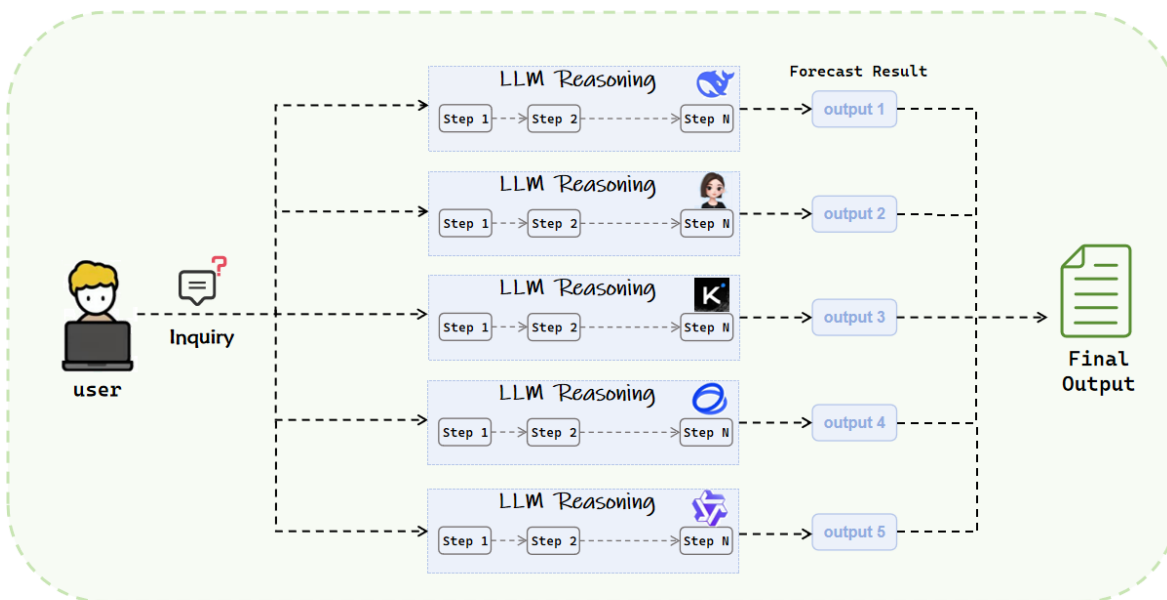 LLM Reasoning
Step 1
Step 2
Step N
Forecast Result
output 1
LLM Reasoning
Step 1
Step 2
Step N
output 2
?
Inquiry
user
LLM Reasoning
K
Step 1
Step 2
Step N
output 3
LLM Reasoning
Step 1
Step 2
Step N
output 4
LLM Reasoning
Step 1
Step 2
Step N
output 5
Final
Output